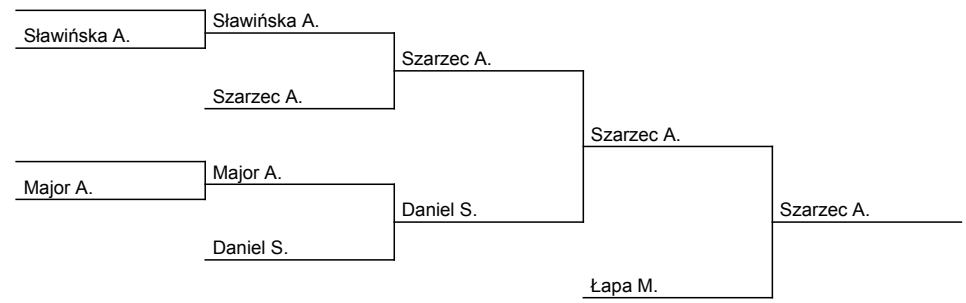 Sławińska A.
Sławińska A.
Szarzec A.
Szarzec A.
Szarzec A.
Major A.
Major A.
Daniel S.
Szarzec A.
Daniel S.
Łapa M.